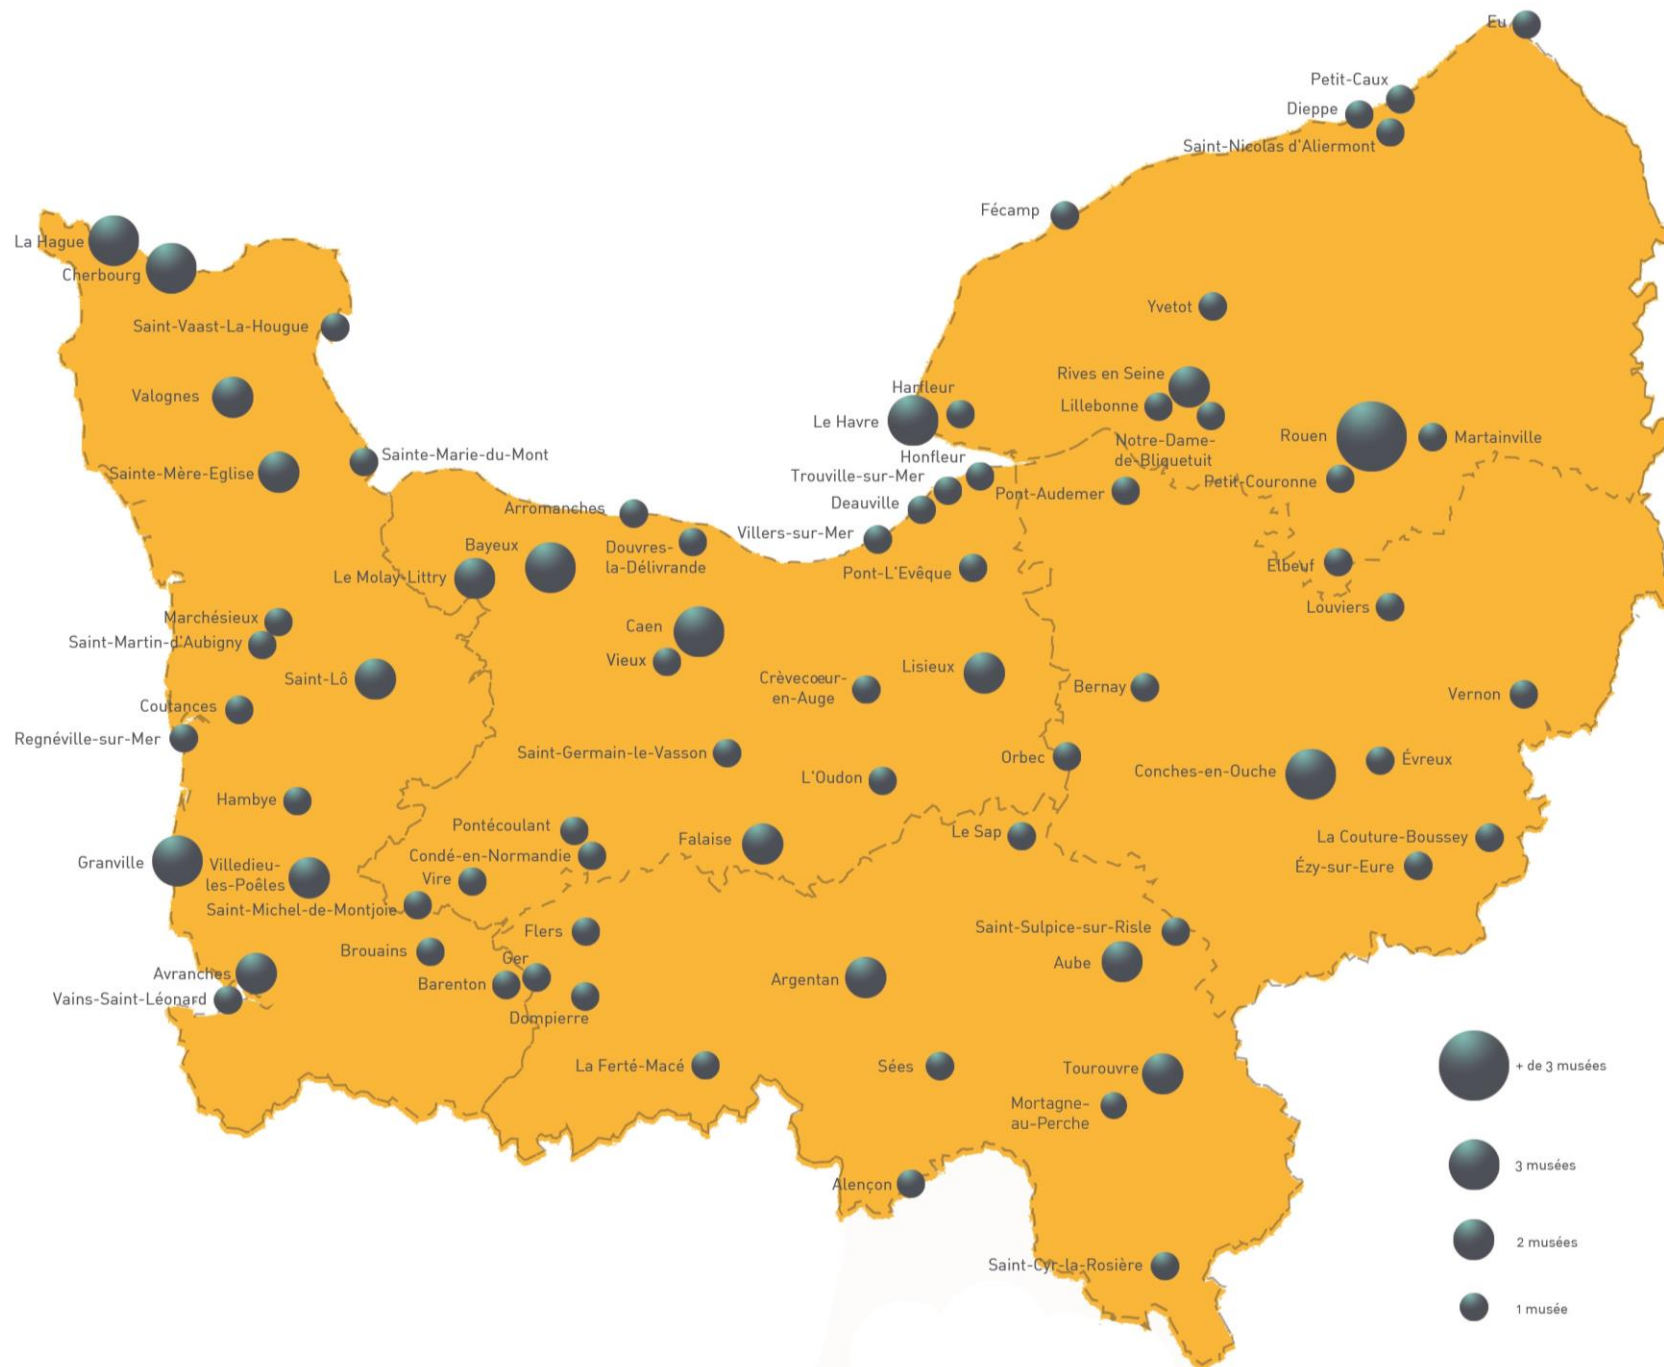 Eu
Petit-Caux
Dieppe
Saint-Nicolas d'Aliermont
Fécamp
La Hague
Cherbourg
Saint-Vaast-La-Hougue
Yvetot
Valognes
Rives en Seine
Harfleur
Lillebonne
Le Havre
Rouen
Martainville
Notre-Dame-
de-Bliquetuit
Sainte-Marie-du-Mont
Honfleur
Sainte-Mère-Eglise
Trouville-sur-Mer
Petit-Couronne
Pont-Audemer
Deauville
Arromanches
Villers-sur-Mer
Bayeux
Douvres-
la-Délivrande
Le Molay-Littry
Pont-L'Evêque
Elbeuf
Louviers
Marchésieux
Caen
Saint-Martin-d'Aubigny
Vieux
Lisieux
Saint-Lô
Crèvecoeur-
en-Auge
Bernay
Vernon
Coutances
Regnéville-sur-Mer
Saint-Germain-le-Vasson
Orbec
Évreux
Conches-en-Ouche
L'Oudon
Hambye
Pontécoulant
Le Sap
La Couture-Boussey
Falaise
Condé-en-Normandie
Granville
Villedieu-
les-Poêles
Ézy-sur-Eure
Vire
Saint-Michel-de-Montjoie
Saint-Sulpice-sur-Risle
Flers
Brouains
Ger
Aube
Avranches
Argentan
Barenton
Vains-Saint-Léonard
Dompierre
La Ferté-Macé
Sées
Tourouvre
+ de 3 musées
Mortagne-
au-Perche
3 musées
Alençon
2 musées
Saint-Cyr-la-Rosière
1 musée